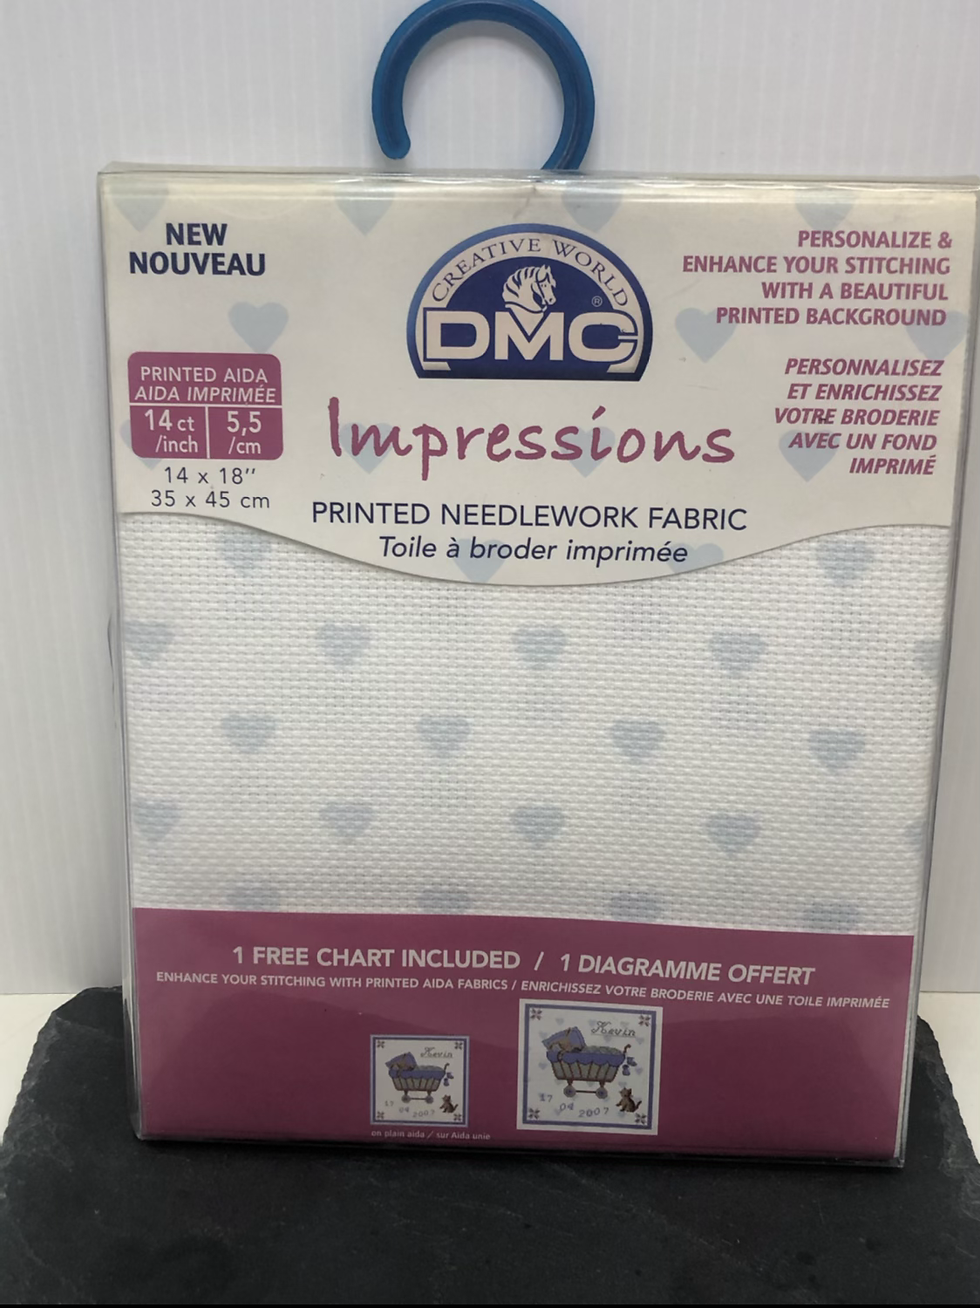 NEW
NOUVEAU
CREATIVE WORLD
®
DMC
PERSONALIZE &
ENHANCE YOUR STITCHING
WITH A BEAUTIFUL
PRINTED BACKGROUND
PERSONNALISEZ
ET ENRICHISSEZ
VOTRE BRODERIE
AVEC UN FOND
IMPRIMÉ
PRINTED AIDA
AIDA IMPRIMÉE
14 ct 5,5
/inch /cm
14 x 18"
35 x 45 cm
Impressions
PRINTED NEEDLEWORK FABRIC
Toile à broder imprimée
1 FREE CHART INCLUDED / 1 DIAGRAMME OFFERT
ENHANCE YOUR STITCHING WITH PRINTED AIDA FABRICS / ENRICHISSEZ VOTRE BRODERIE AVEC UNE TOILE IMPRIMÉE
Kevin
17 04 2007
on plain aida / sur Aida unie
Kevin
17 04 2007